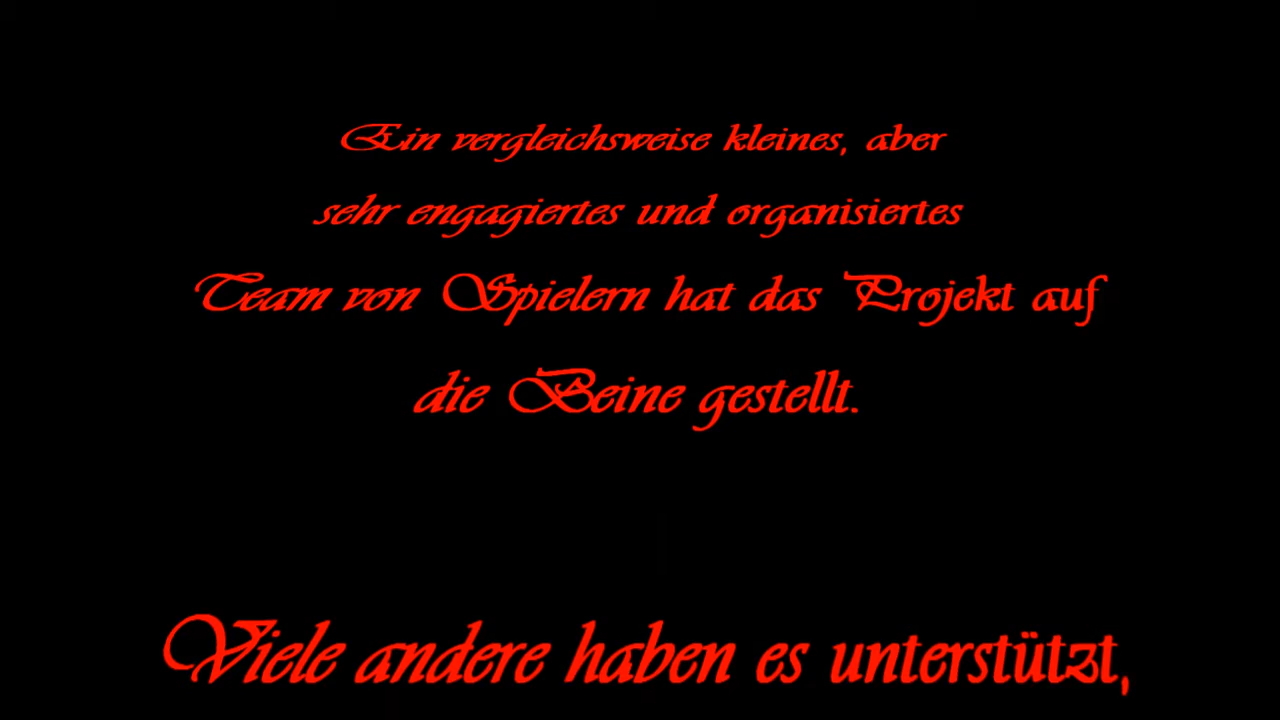 Ein vergleichsweise kleines, aber
sehr engagiertes und organisiertes
Team von Spielern hat das Projekt auf
die Beine gestellt.
Viele andere haben es unterstützt,